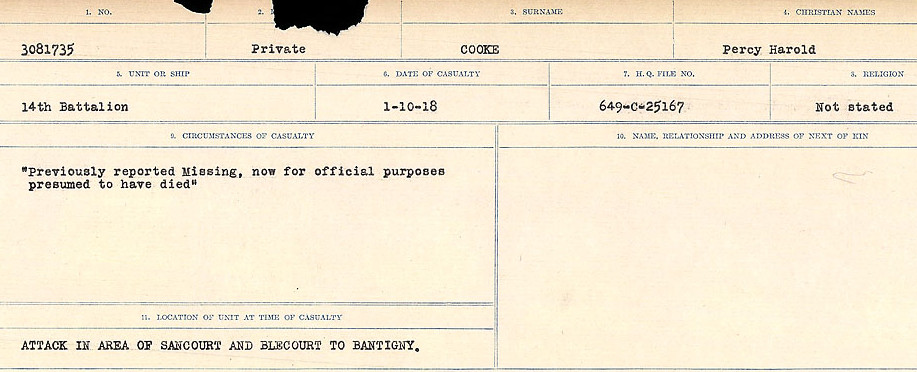 1. NO.
2.
3. SURNAME
4. CHRISTIAN NAMES
3081735
Private
COOKE
Percy Harold
5. UNIT OR SHIP
6. DATE OF CASUALTY
7. H.Q. FILE NO.
8. RELIGION
14th Battalion
1-10-18
649-C-25167
Not stated
9. CIRCUMSTANCES OF CASUALTY
10. NAME, RELATIONSHIP AND ADDRESS OF NEXT OF KIN
"Previously reported Missing, now for official purposes
presumed to have died"
11. LOCATION OF UNIT AT TIME OF CASUALTY
ATTACK IN AREA OF SANCOURT AND BLECOURT TO BANTIGNY.